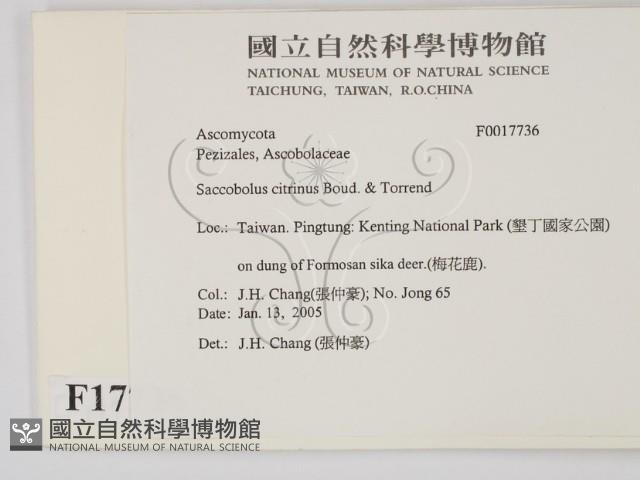 國立自然科學博物館
NATIONAL MUSEUM OF NATURAL SCIENCE
TAICHUNG, TAIWAN, R.O.CHINA
Ascomycota F0017736
Pezizales, Ascobolaceae
Saccobolus citrinus Boud. & Torrend
Loc.: Taiwan. Pingtung: Kenting National Park (墾丁國家公園)
on dung of Formosan sika deer.(梅花鹿).
Col.: J.H. Chang(張仲豪); No. Jong 65
Date: Jan. 13, 2005
Det.: J.H. Chang (張仲豪)
F17
國立自然科學博物館
NATIONAL MUSEUM OF NATURAL SCIENCE